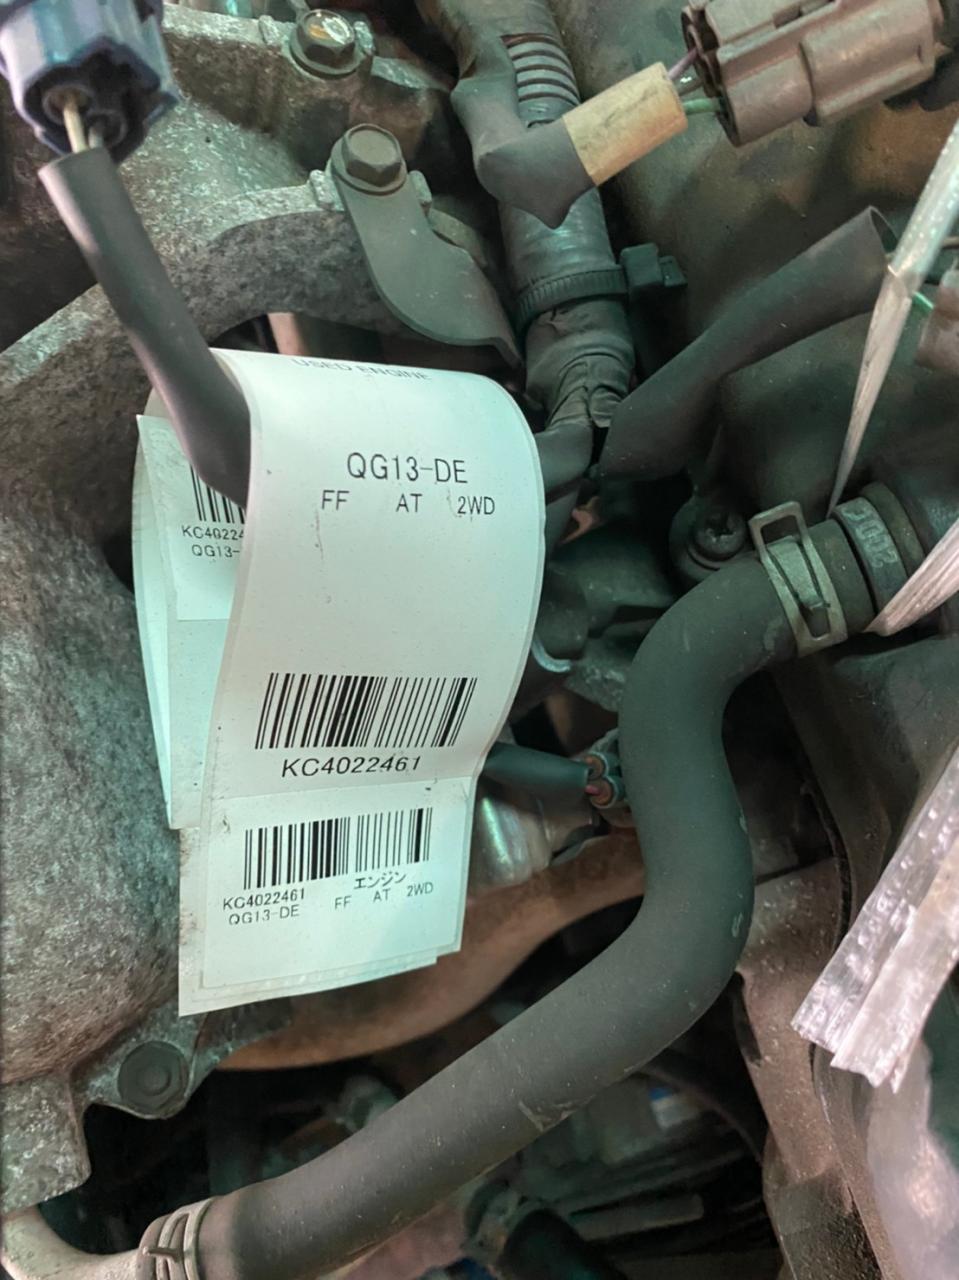 USED ENGINE
QG13-DE
FF AT 2WD
KC40224
QG13-
KC4022461
KC4022461 エンジン
QG13-DE FF AT 2WD